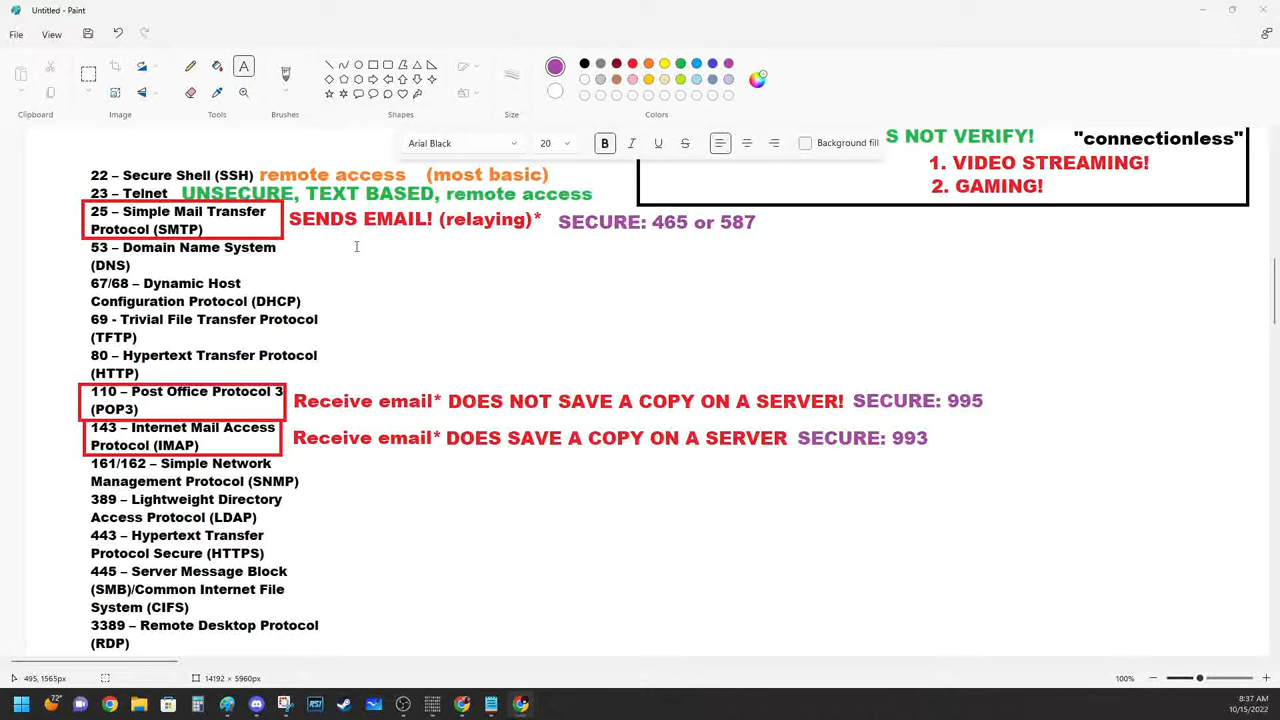 Untitled - Paint
File View
Clipboard Image Tools Brushes Shapes Size Colors
Arial Black 20 B I U S Background fill
S NOT VERIFY! "connectionless"
1. VIDEO STREAMING!
2. GAMING!
22 – Secure Shell (SSH) remote access (most basic)
23 – Telnet UNSECURE, TEXT BASED, remote access
25 – Simple Mail Transfer
Protocol (SMTP)
SENDS EMAIL! (relaying)* SECURE: 465 or 587
53 – Domain Name System
(DNS)
67/68 – Dynamic Host
Configuration Protocol (DHCP)
69 - Trivial File Transfer Protocol
(TFTP)
80 – Hypertext Transfer Protocol
(HTTP)
110 – Post Office Protocol 3
(POP3)
Receive email* DOES NOT SAVE A COPY ON A SERVER! SECURE: 995
143 – Internet Mail Access
Protocol (IMAP)
Receive email* DOES SAVE A COPY ON A SERVER SECURE: 993
161/162 – Simple Network
Management Protocol (SNMP)
389 – Lightweight Directory
Access Protocol (LDAP)
443 – Hypertext Transfer
Protocol Secure (HTTPS)
445 – Server Message Block
(SMB)/Common Internet File
System (CIFS)
3389 – Remote Desktop Protocol
(RDP)
495, 1565px 14192 × 5960px 100%
72°
RSI
8:37 AM
10/15/2022